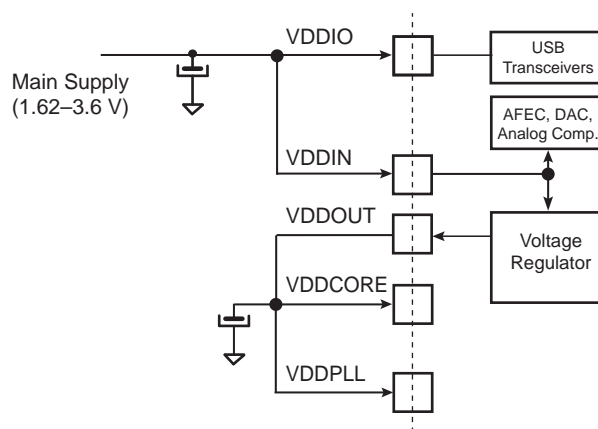 VDDIO
USB
Transceivers
Main Supply
(1.62–3.6 V)
AFEC, DAC,
Analog Comp.
VDDIN
VDDOUT
Voltage
Regulator
VDDCORE
VDDPLL